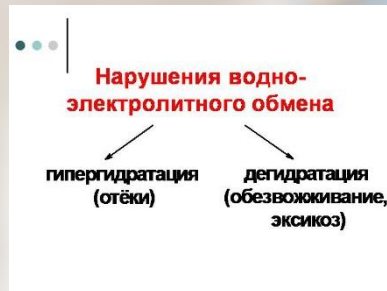 Нарушения водно-
электролитного обмена
гипергидратация
(отёки)
дегидратация
(обезвоживание,
эксикоз)